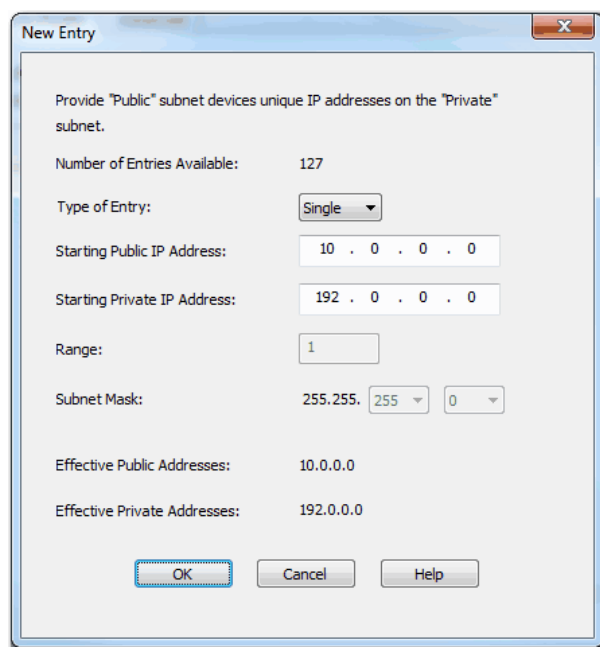 New Entry
Provide "Public" subnet devices unique IP addresses on the "Private"
subnet.
Number of Entries Available: 127
Type of Entry: Single
Starting Public IP Address: 10 . 0 . 0 . 0
Starting Private IP Address: 192 . 0 . 0 . 0
Range: 1
Subnet Mask: 255.255. 255 0
Effective Public Addresses: 10.0.0.0
Effective Private Addresses: 192.0.0.0
OK Cancel Help